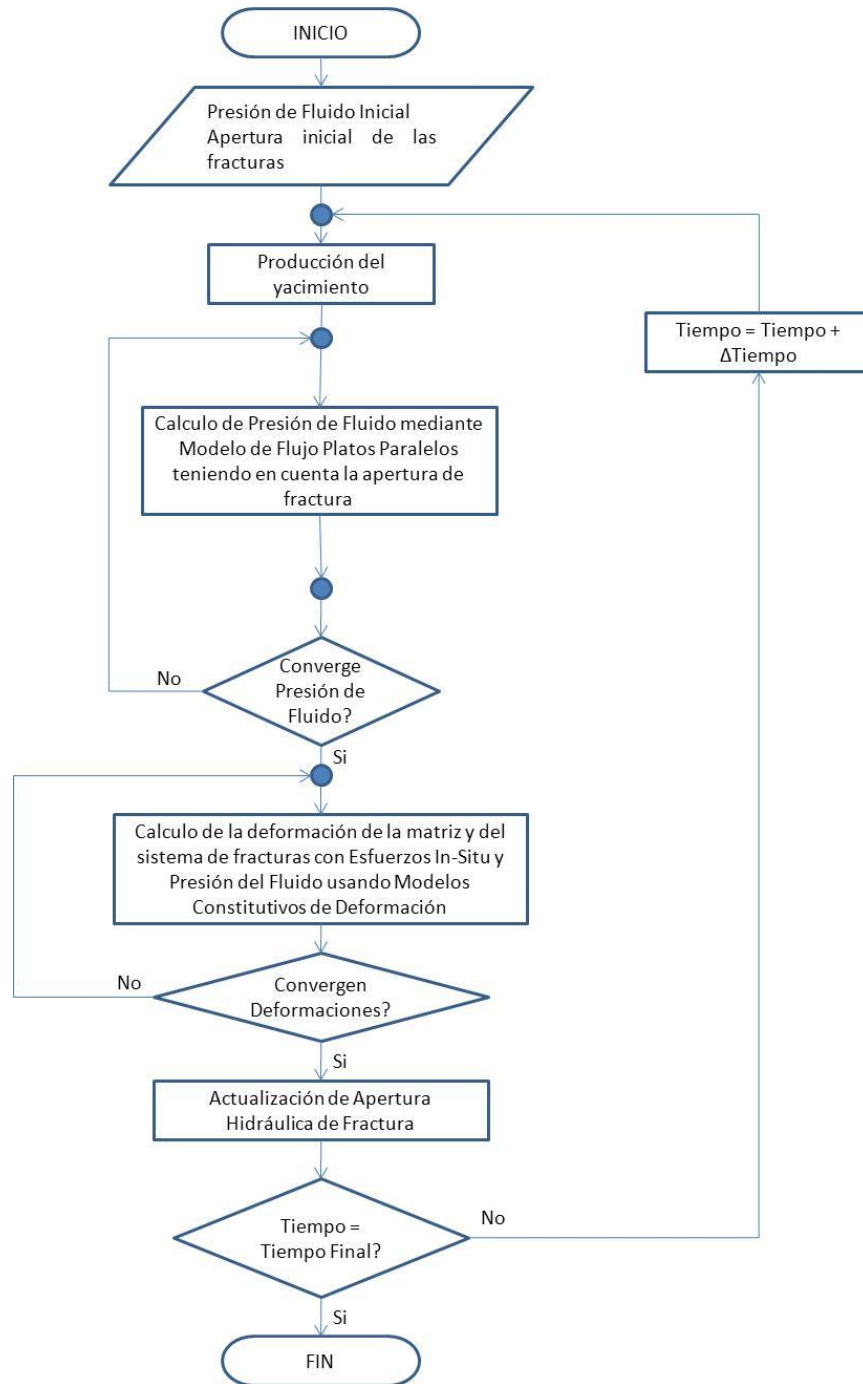 INICIO
Presión de Fluido Inicial
Apertura inicial de las
fracturas
Producción del
yacimiento
Tiempo = Tiempo +
ΔTiempo
Calculo de Presión de Fluido mediante
Modelo de Flujo Platos Paralelos
teniendo en cuenta la apertura de
fractura
No
Converge
Presión de
Fluido?
Si
Calculo de la deformación de la matriz y del
sistema de fracturas con Esfuerzos In-Situ y
Presión del Fluido usando Modelos
Constitutivos de Deformación
No
Convergen
Deformaciones?
Si
Actualización de Apertura
Hidráulica de Fractura
Tiempo =
Tiempo Final?
No
Si
FIN